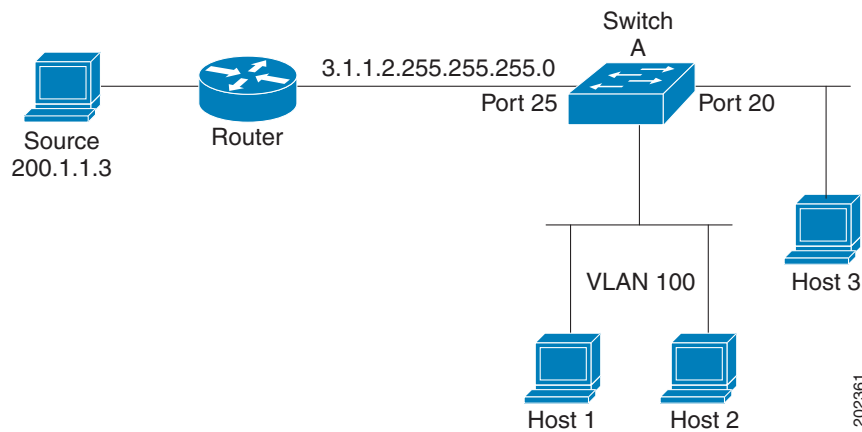 Switch
A
3.1.1.2.255.255.255.0
Port 25
Port 20
Source
200.1.1.3
Router
VLAN 100
Host 3
Host 1
Host 2
202361